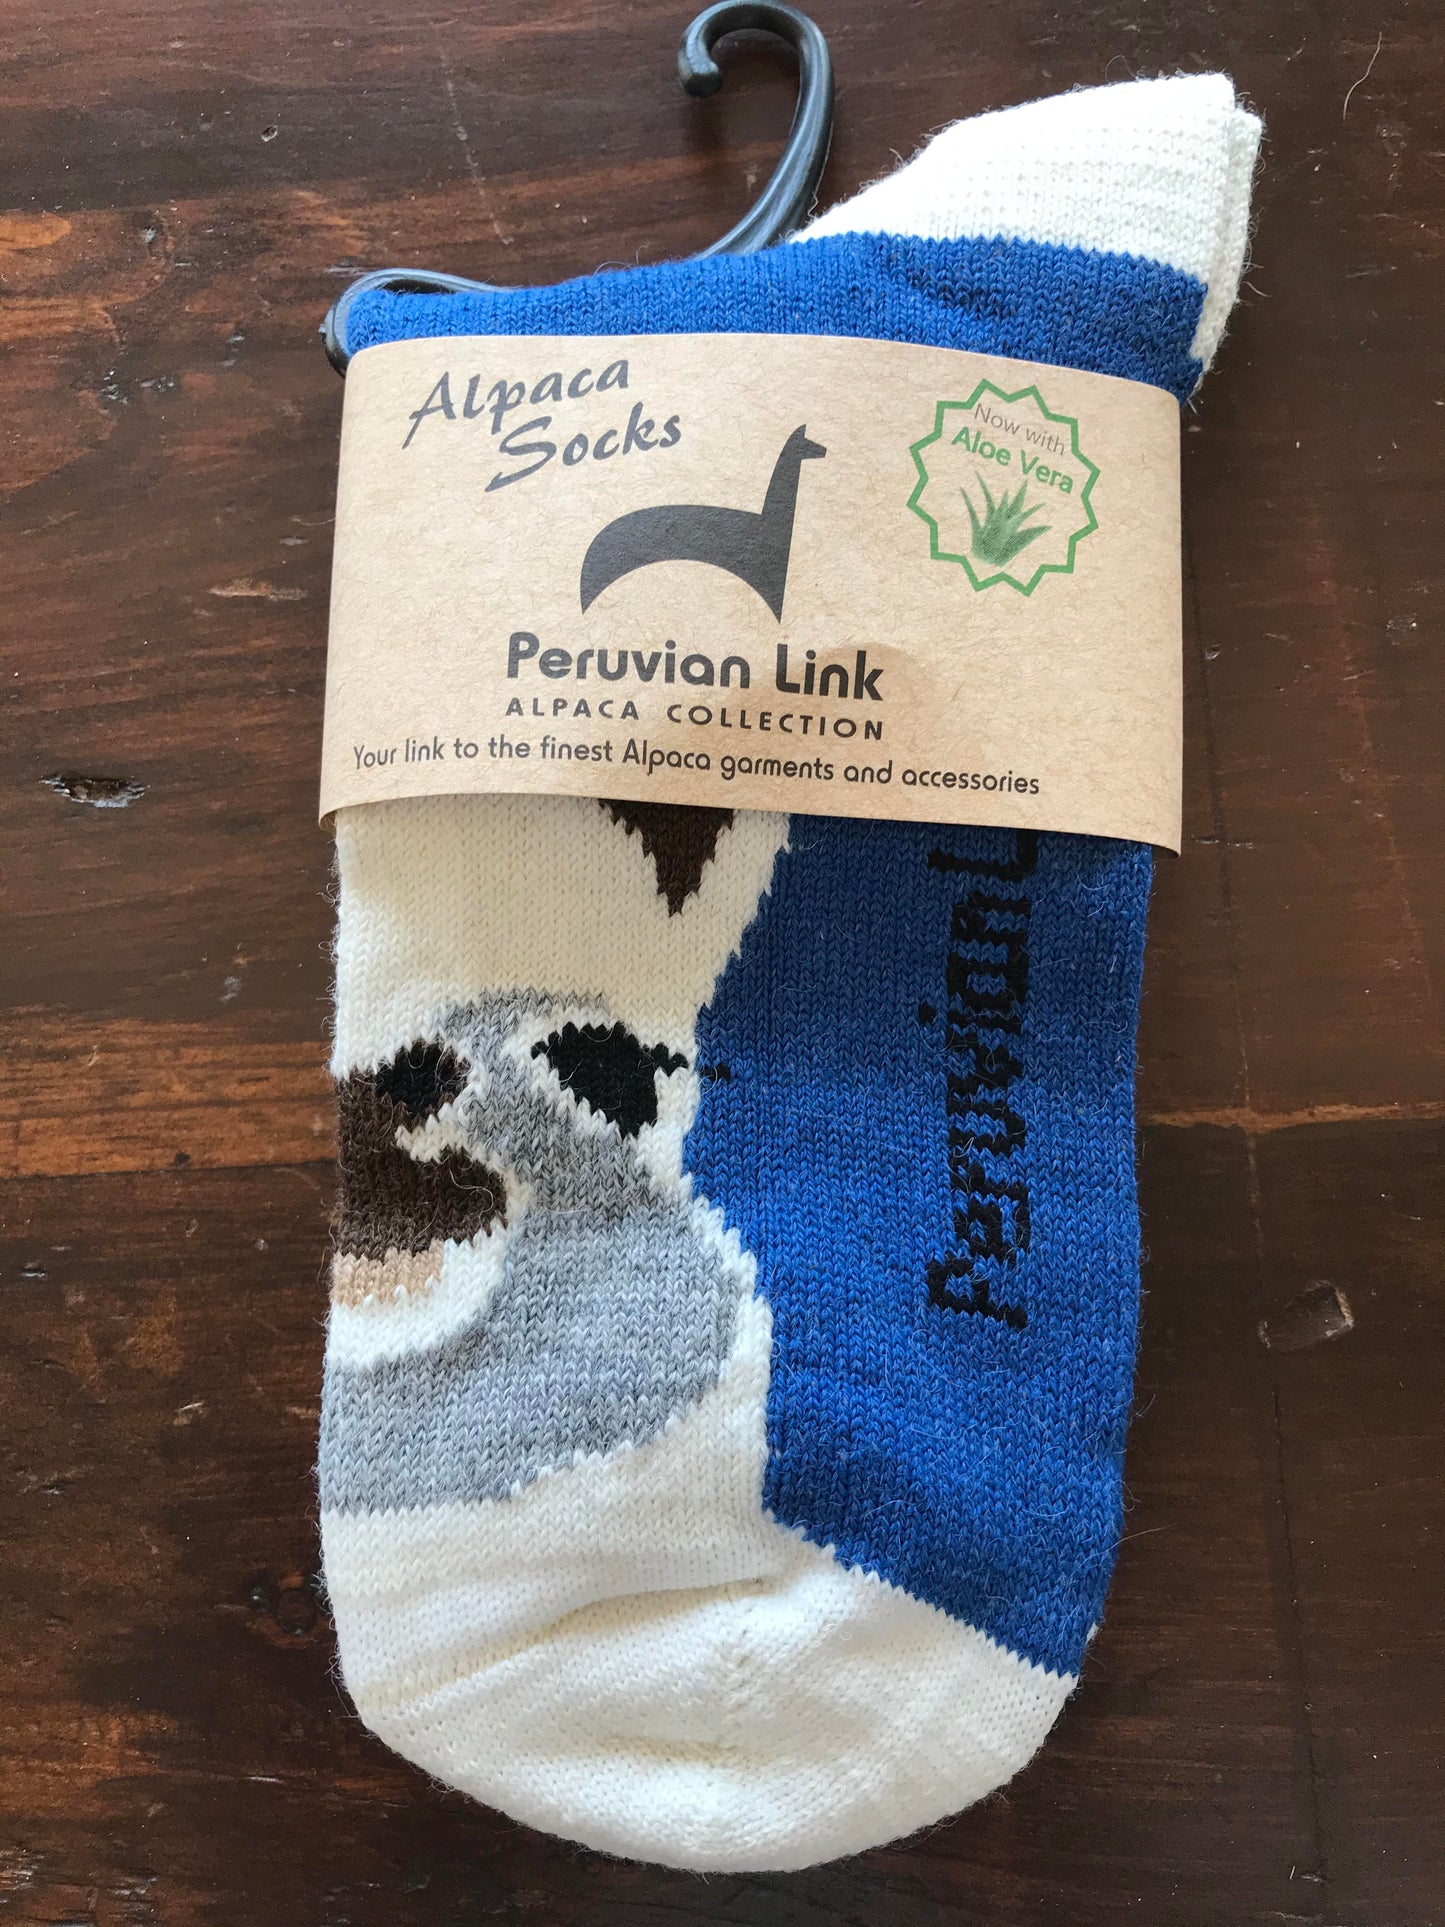 Alpaca
Socks
Now with
Aloe Vera
Peruvian Link
ALPACA COLLECTION
Your link to the finest Alpaca garments and accessories
Peruvian L